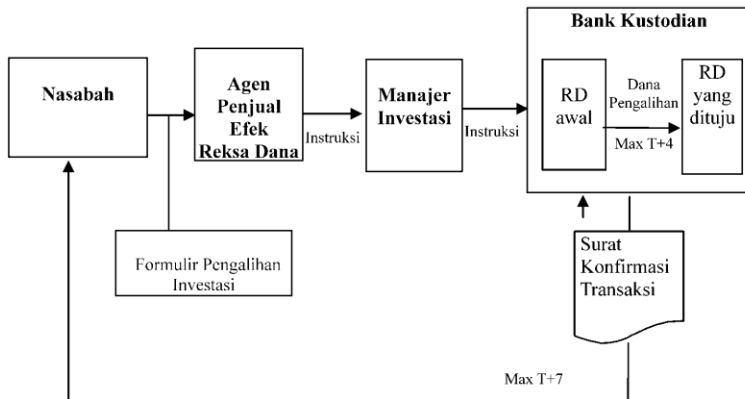 Bank Kustodian
Nasabah
Agen
Penjual
Efek
Reksa Dana
Instruksi
Manajer
Investasi
Instruksi
RD
awal
Dana
Pengalihan
Max T+4
RD
yang
dituju
Formulir Pengalihan
Investasi
Surat
Konfirmasi
Transaksi
Max T+7